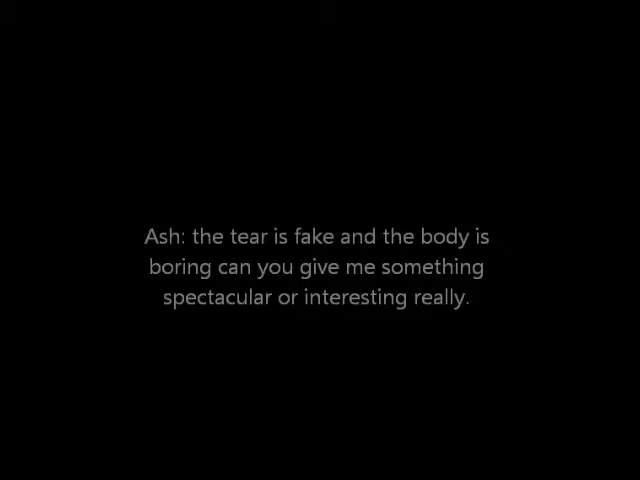 Ash: the tear is fake and the body is
boring can you give me something
spectacular or interesting really.